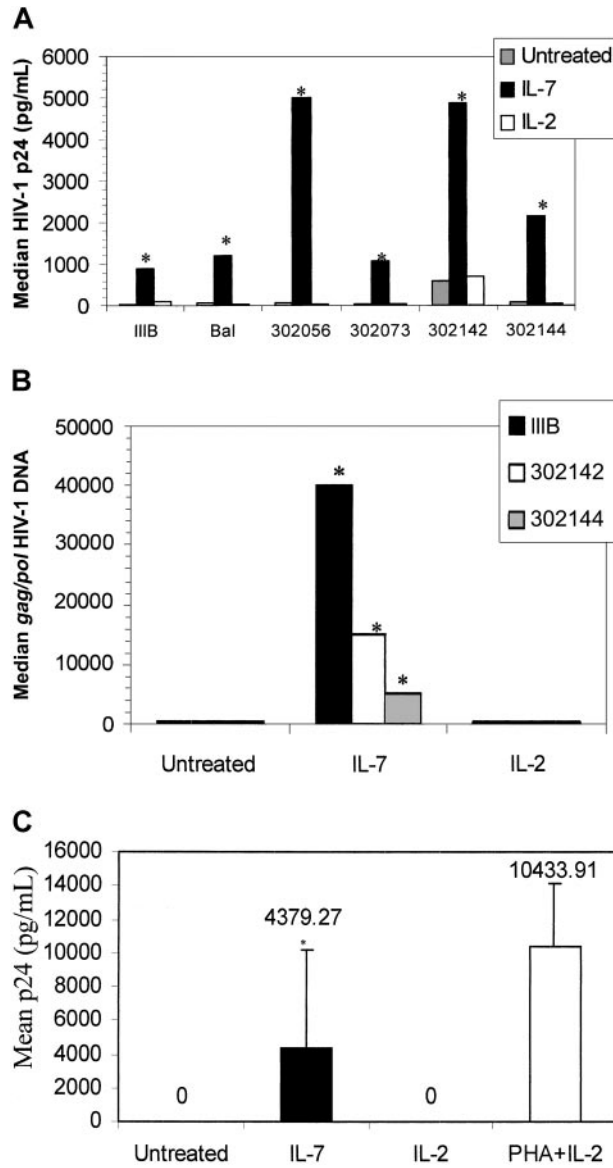 A
Median HIV-1 p24 (pg/mL)
6000
5000
4000
3000
2000
1000
0
Untreated
IL-7
IL-2
*
*
*
*
*
*
IIIB
Bal
302056
302073
302142
302144
B
Median gag/pol HIV-1 DNA
50000
40000
30000
20000
10000
0
IIIB
302142
302144
*
*
*
Untreated
IL-7
IL-2
C
Mean p24 (pg/mL)
16000
14000
12000
10000
8000
6000
4000
2000
0
0
4379.27
*
0
10433.91
Untreated
IL-7
IL-2
PHA+IL-2